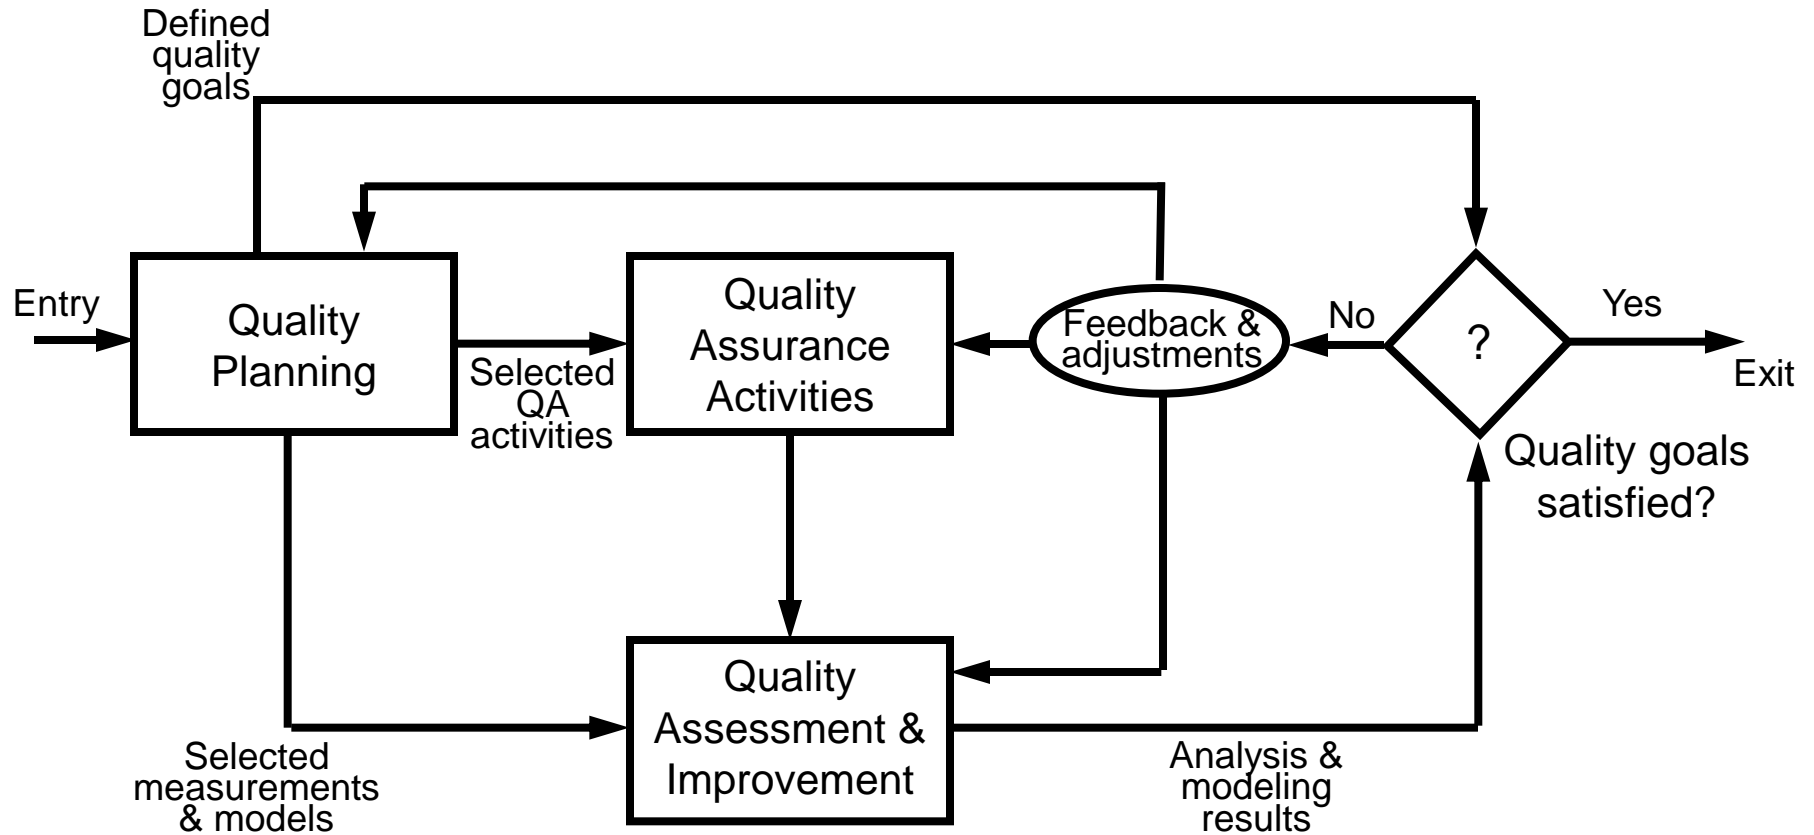 Defined
quality
goals
Entry
Quality
Planning
Selected
QA
activities
Quality
Assurance
Activities
Feedback &
adjustments
No
?
Yes
Exit
Quality goals
satisfied?
Selected
measurements
& models
Quality
Assessment &
Improvement
Analysis &
modeling
results